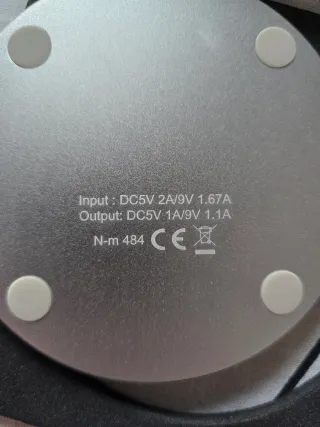 Input : DC5V 2A/9V 1.67A
Output: DC5V 1A/9V 1.1A
N-m 484 CE